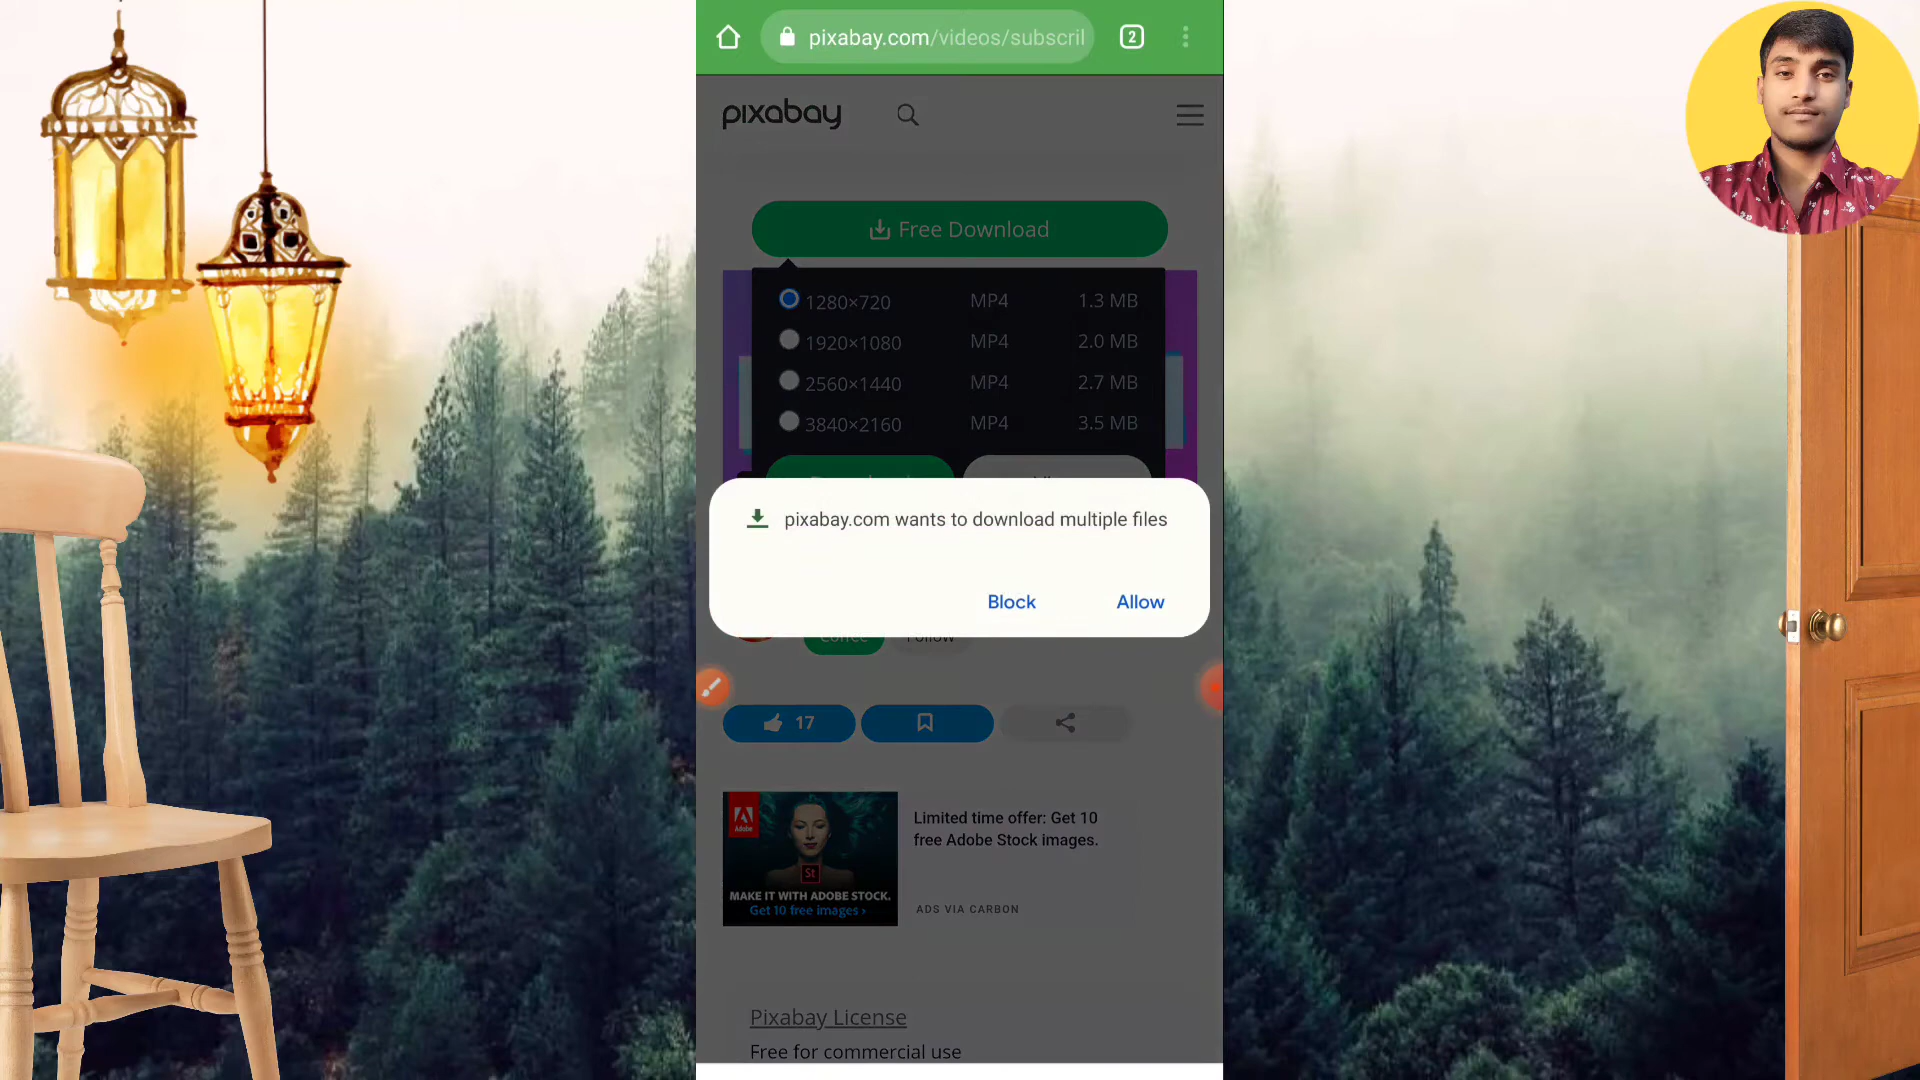 pixabay.com/videos/subscril
2
pixabay
Free Download
1280×720 MP4 1.3 MB
1920×1080 MP4 2.0 MB
2560×1440 MP4 2.7 MB
3840×2160 MP4 3.5 MB
pixabay.com wants to download multiple files
Block Allow
17
Adobe
St
MAKE IT WITH ADOBE STOCK.
Get 10 free images ›
Limited time offer: Get 10
free Adobe Stock images.
ADS VIA CARBON
Pixabay License
Free for commercial use